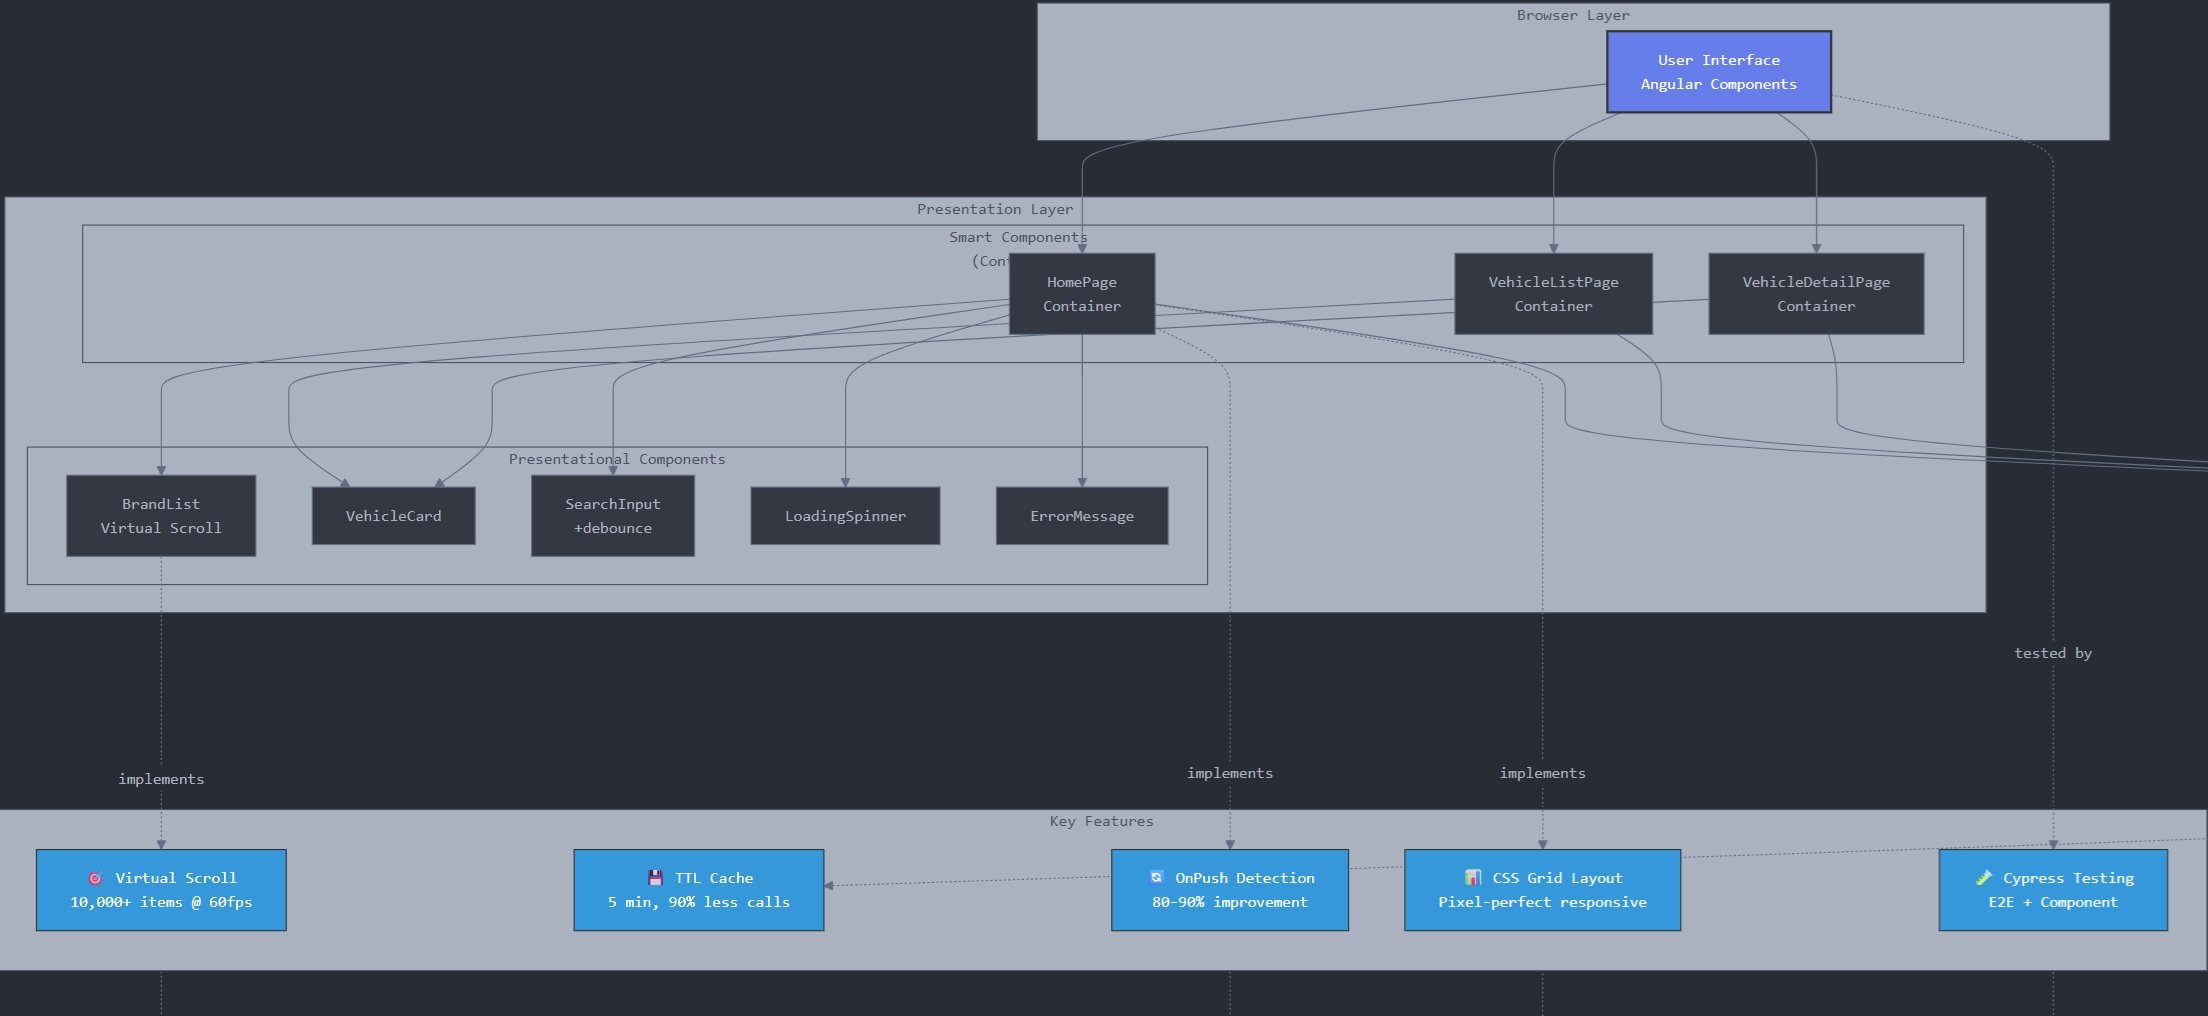 Browser Layer
User Interface
Angular Components
Presentation Layer
Smart Components
(Cont
HomePage
Container
VehicleListPage
Container
VehicleDetailPage
Container
Presentational Components
BrandList
Virtual Scroll
VehicleCard
SearchInput
+debounce
LoadingSpinner
ErrorMessage
tested by
implements
implements
implements
Key Features
🎯 Virtual Scroll
10,000+ items @ 60fps
💾 TTL Cache
5 min, 90% less calls
🔄 OnPush Detection
80-90% improvement
📊 CSS Grid Layout
Pixel-perfect responsive
🧪 Cypress Testing
E2E + Component